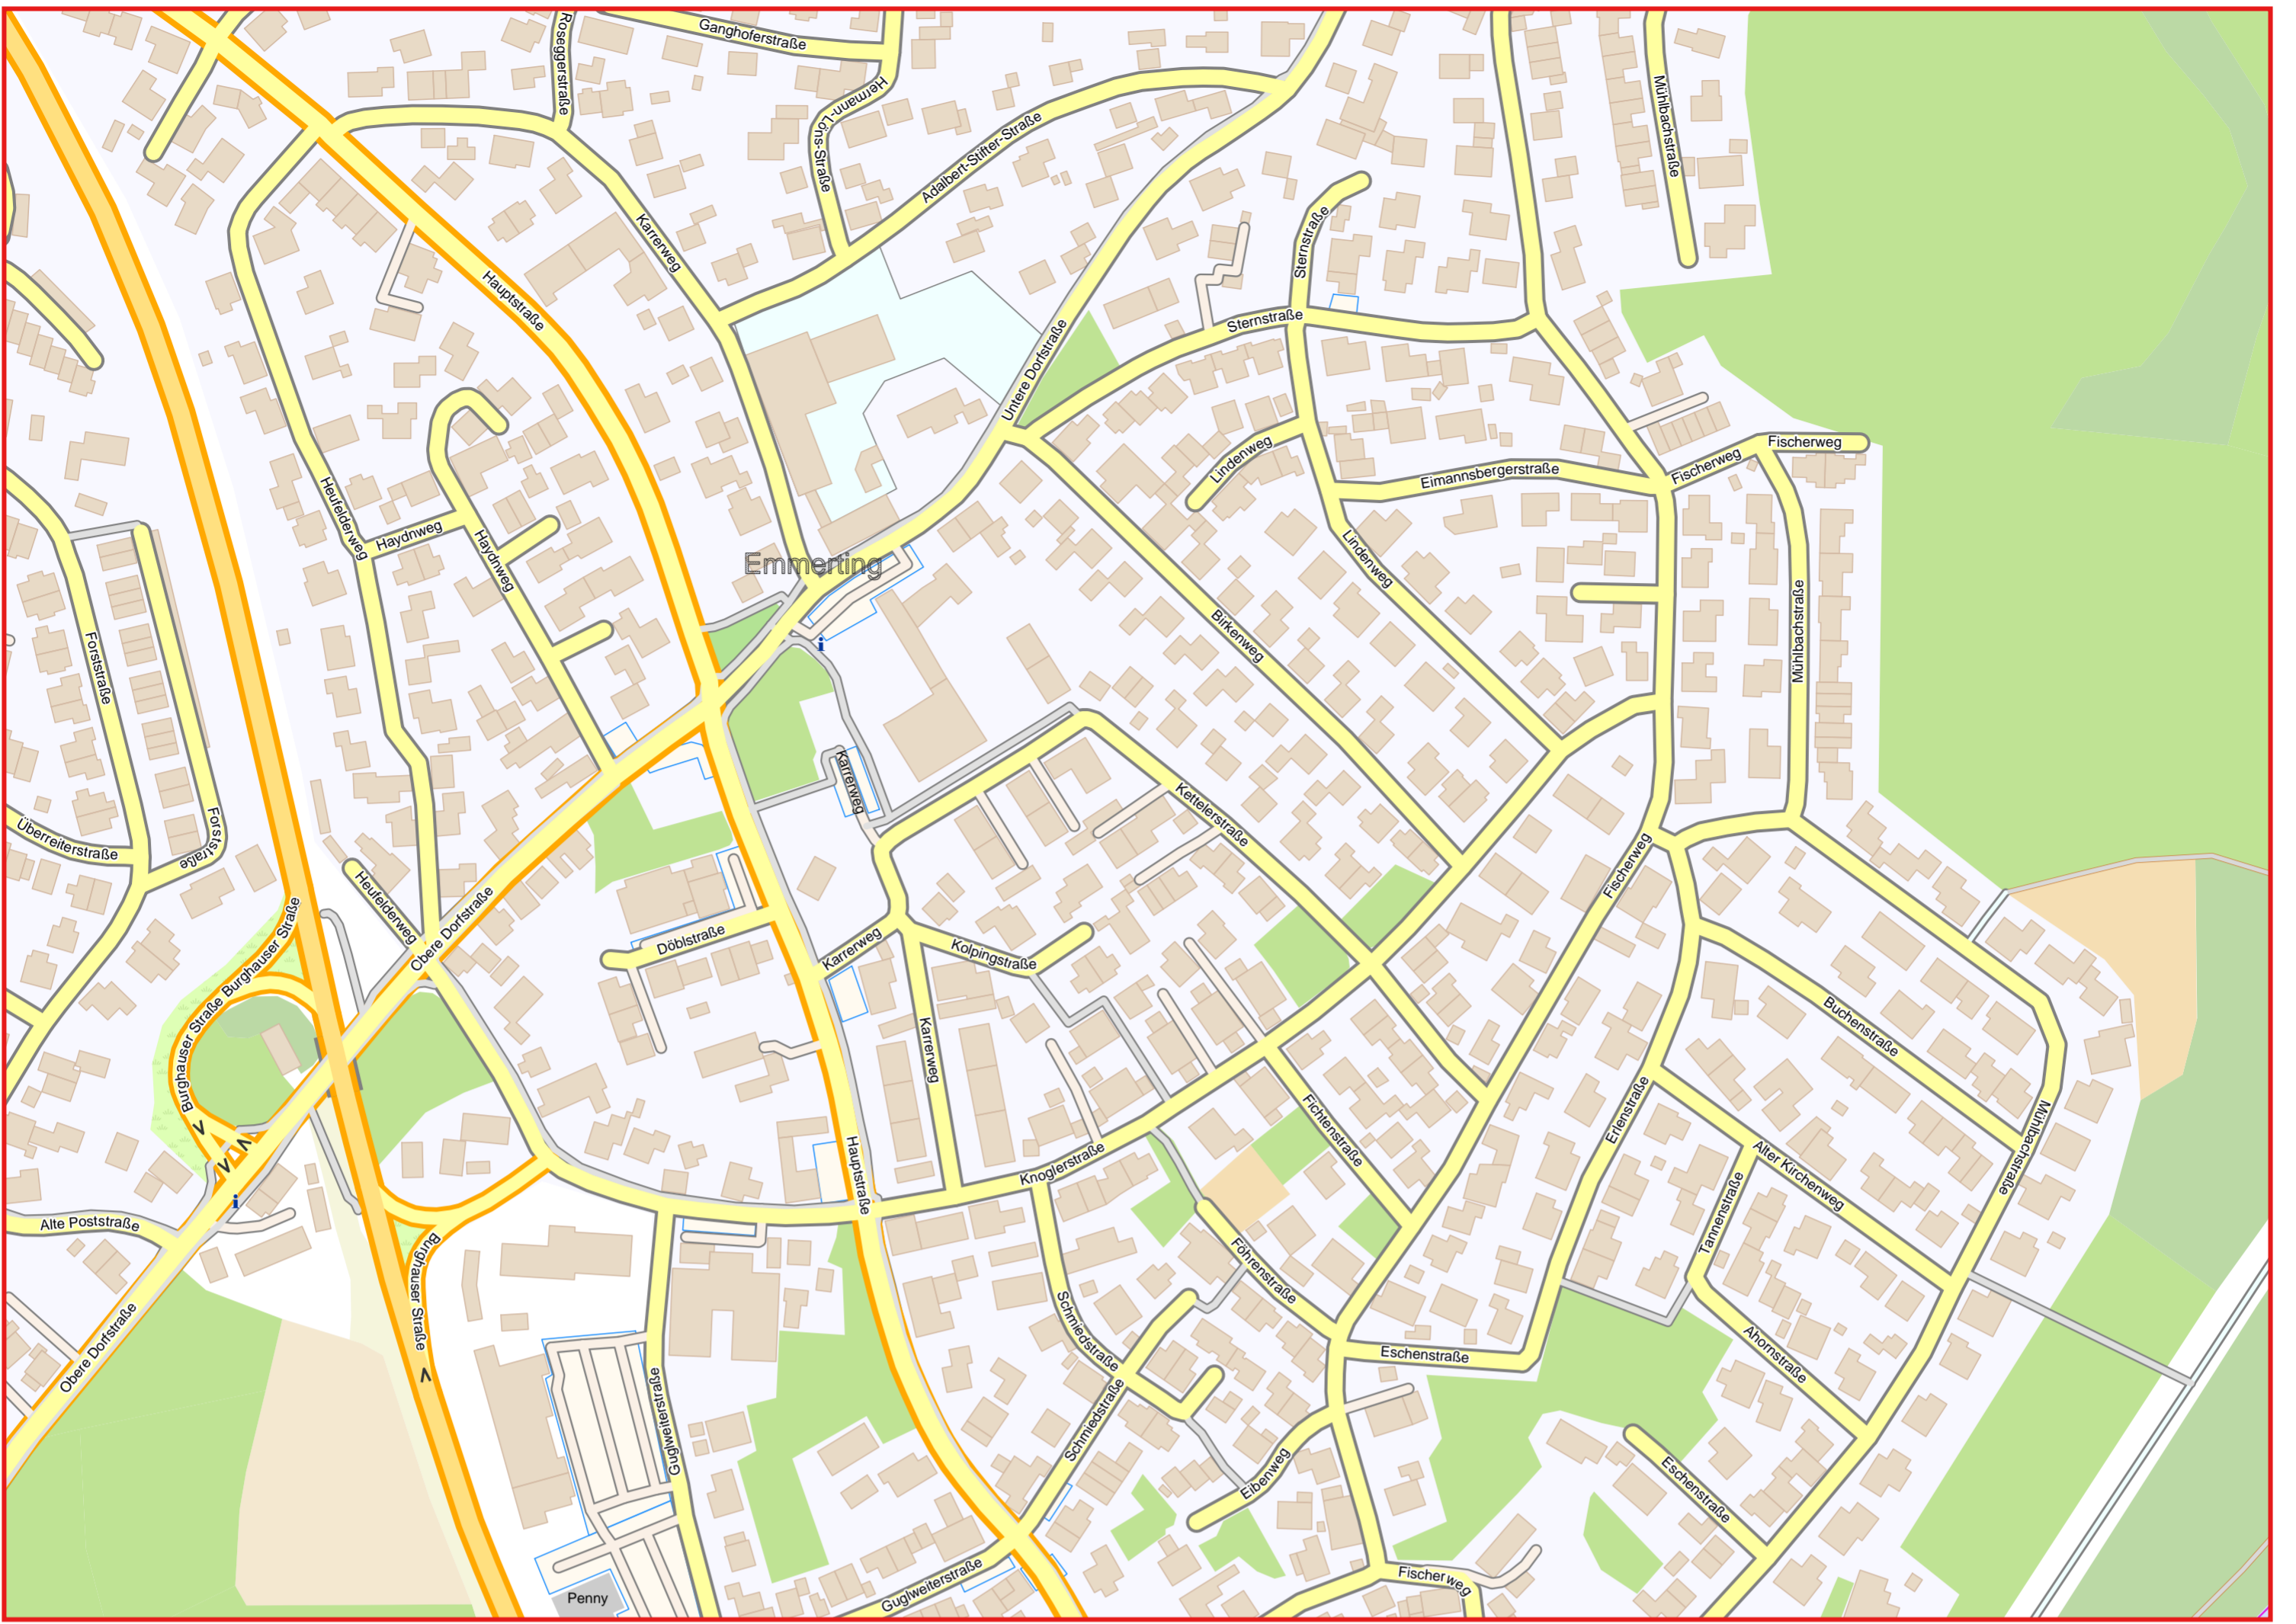 Roseggerstraße
Ganghoferstraße
Hermann-Löns-Straße
Adalbert-Stifter-Straße
Mühlbachstraße
Karrerweg
Hauptstraße
Sternstraße
Sternstraße
Untere Dorfstraße
Lindenweg
Eimannsbergerstraße
Fischerweg
Fischerweg
Heufelderweg
Haydnweg
Haydnweg
Emmerting
Lindenweg
Birkenweg
Mühlbachstraße
Forststraße
i
Karrerweg
Kettelerstraße
Forststraße
Überreiterstraße
Fischerweg
Heufelderweg
Obere Dorfstraße
Döblstraße
Karrerweg
Kolpingstraße
Burghauser Straße
Burghauser Straße
Karrerweg
Buchenstraße
Fichtenstraße
Erlenstraße
Mühlbachstraße
Alter Kirchenweg
Hauptstraße
Knoglerstraße
Tannenstraße
i
Alte Poststraße
Burghauser Straße
Föhrenstraße
Schmiedstraße
Obere Dorfstraße
Eschenstraße
Ahornstraße
Guglweiterstraße
Schmiedstraße
Eibenweg
Eschenstraße
Guglweiterstraße
Fischerweg
Penny